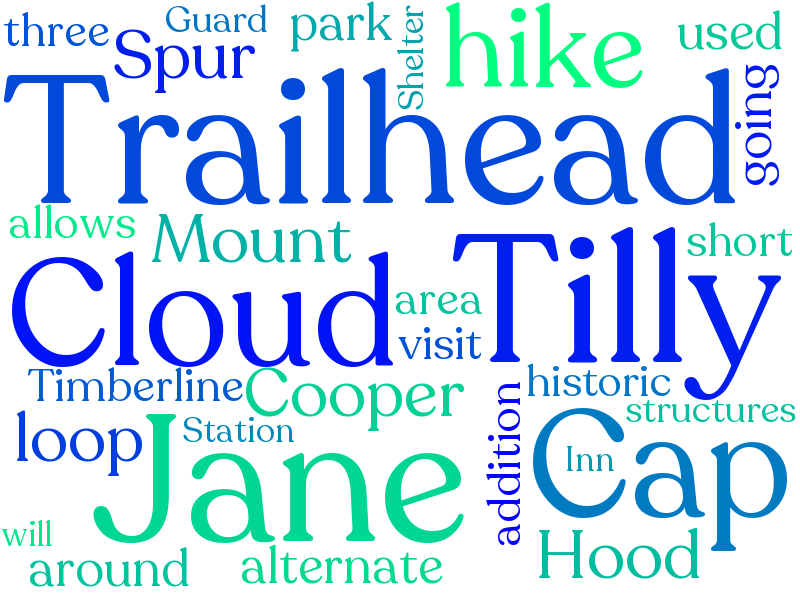 three
Guard
park
Shelter
hike
used
Spur
Trailhead
going
allows
Mount
Cloud
Tilly
short
area
visit
Timberline
Cooper
historic
structures
loop
Station
Jane
addition
Cap
Inn
will
around
alternate
Hood